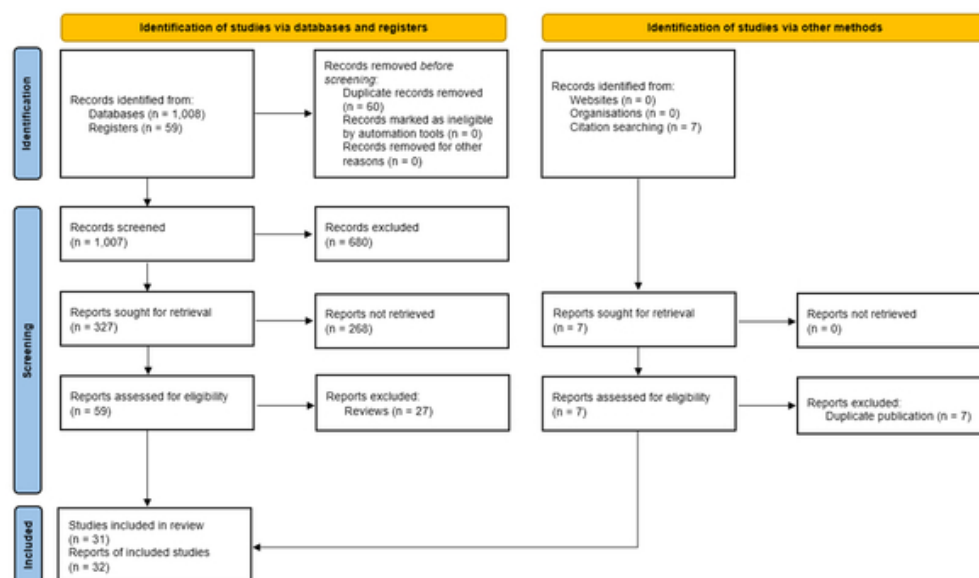 Identification of studies via databases and registers
Identification of studies via other methods
Identification
Records identified from:
Databases (n = 1,008)
Registers (n = 59)
Records removed before
screening:
Duplicate records removed
(n = 60)
Records marked as ineligible
by automation tools (n = 0)
Records removed for other
reasons (n = 0)
Records identified from:
Websites (n = 0)
Organisations (n = 0)
Citation searching (n = 7)
Screening
Records screened
(n = 1,007)
Records excluded
(n = 680)
Reports sought for retrieval
(n = 327)
Reports not retrieved
(n = 268)
Reports sought for retrieval
(n = 7)
Reports not retrieved
(n = 0)
Reports assessed for eligibility
(n = 59)
Reports excluded:
Reviews (n = 27)
Reports assessed for eligibility
(n = 7)
Reports excluded:
Duplicate publication (n = 7)
Included
Studies included in review
(n = 31)
Reports of included studies
(n = 32)